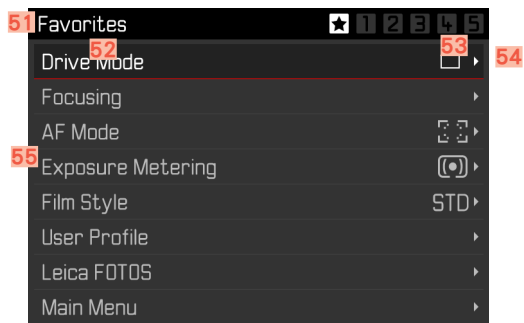 51 Favorites ★ 1 2 3 4 5
52 53
Drive Mode 54
Focusing
AF Mode
55
Exposure Metering
Film Style STD
User Profile
Leica FOTOS
Main Menu